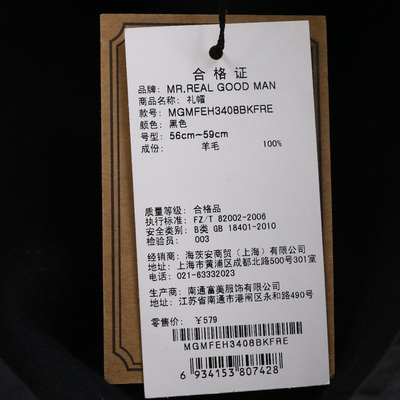 合格证
品牌: MR.REAL GOOD MAN
商品名称: 礼帽
款号: MGMFEH3408BKFRE
颜色: 黑色
号型: 56cm~59cm
成份: 羊毛 100%
质量等级: 合格品
执行标准: FZ/T 82002-2006
安全类别: B类 GB 18401-2010
检验员: 003
经销商: 海茨安商贸（上海）有限公司
地址: 上海市黄浦区北路500号301室
电话: 021-63332023
生产商: 南通富美服饰有限公司
地址: 江苏省南通市港闸区永和路490号
零售价: ￥579
MGMFEH3408BKFRE
6 934153 807428